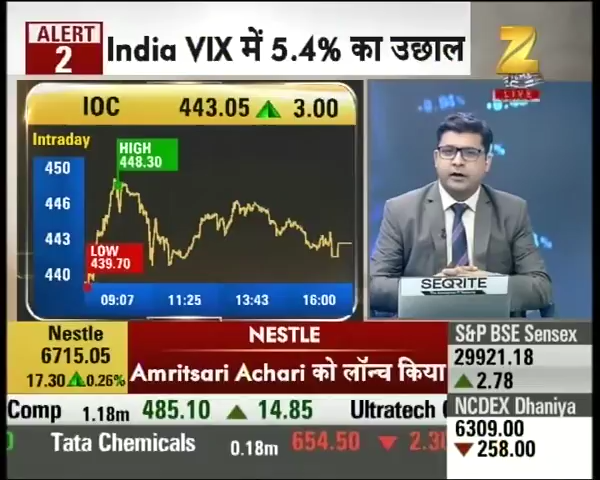 ALERT
2
India VIX में 5.4% का उछाल
LIVE
IOC 443.05 3.00
Intraday
450
446
443
440
HIGH
448.30
LOW
439.70
09:07 11:25 13:43 16:00
SEQRITE
Nestle
6715.05
17.30 0.26%
NESTLE
Amritsari Achari को लॉन्च किया
S&P BSE Sensex
29921.18
2.78
Comp 1.18m 485.10 14.85 Ultratech
NCDEX Dhaniya
6309.00
258.00
Tata Chemicals 0.18m 654.50